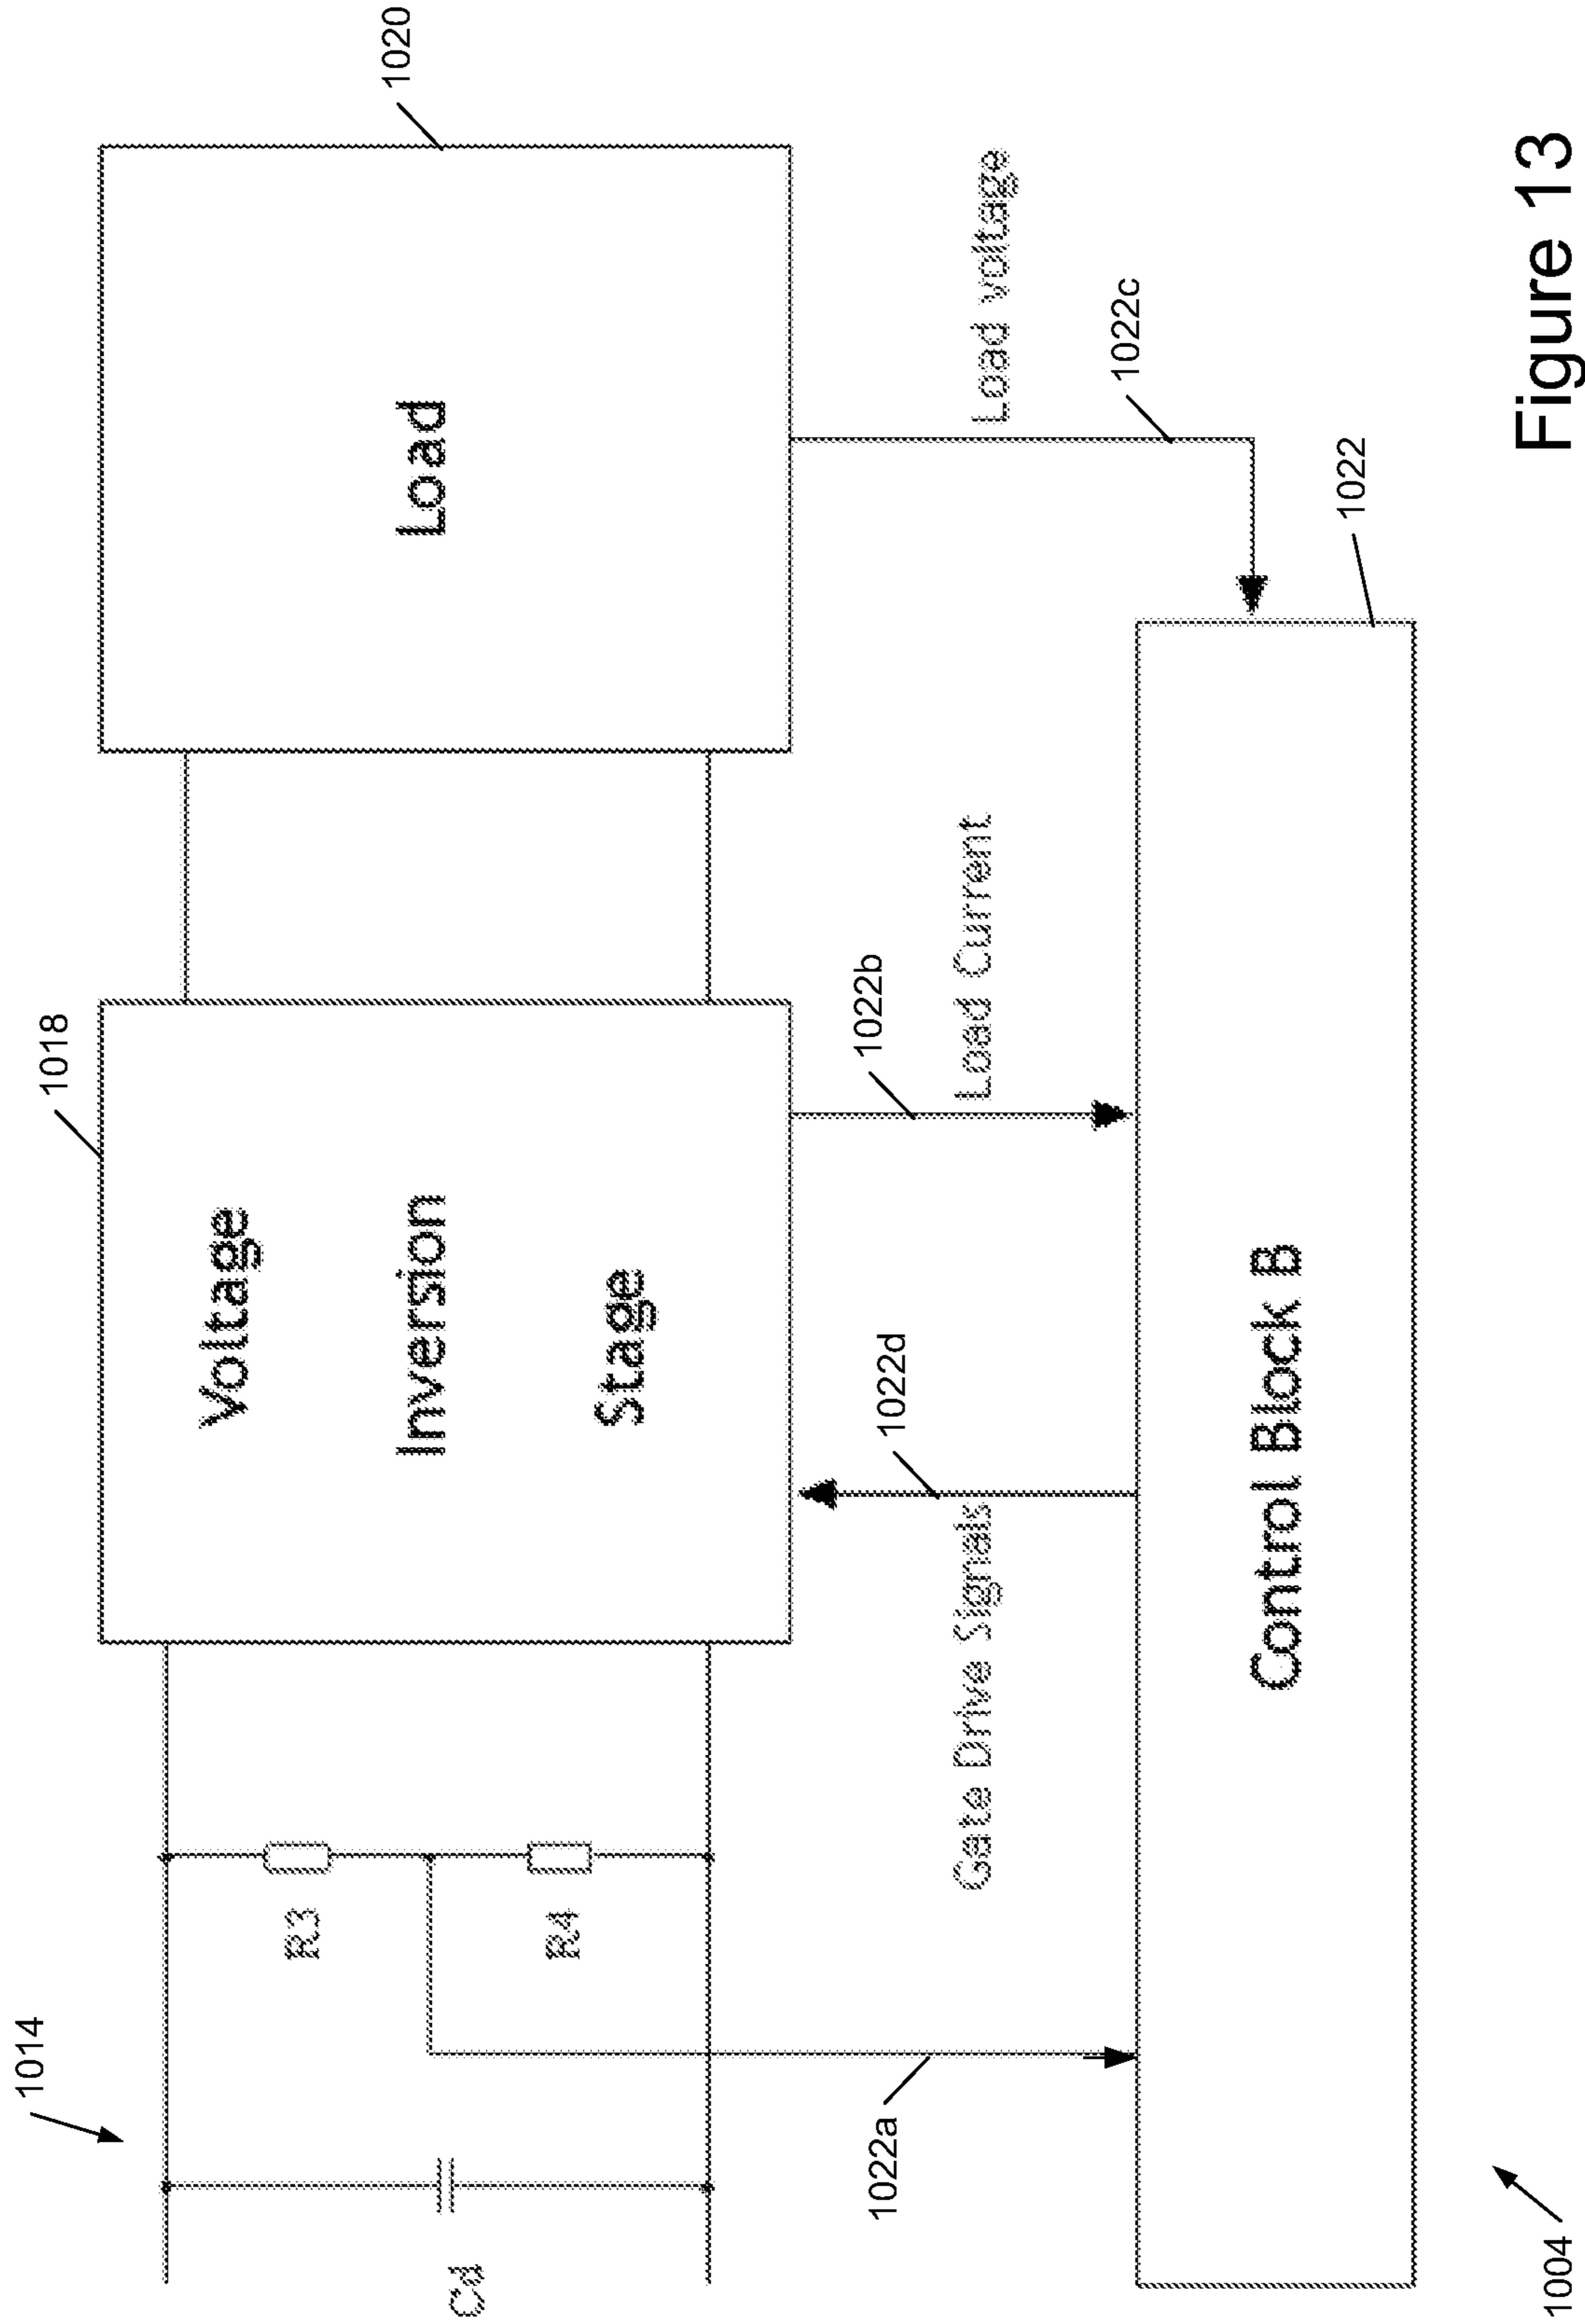 1014
1018
1020
Cd
R3
R4
Voltage
Inversion
Stage
Load
1022a
Gate Drive Signals
1022d
1022b
Load Current
Load voltage
1022c
Control Block B
1022
1004
Figure 13